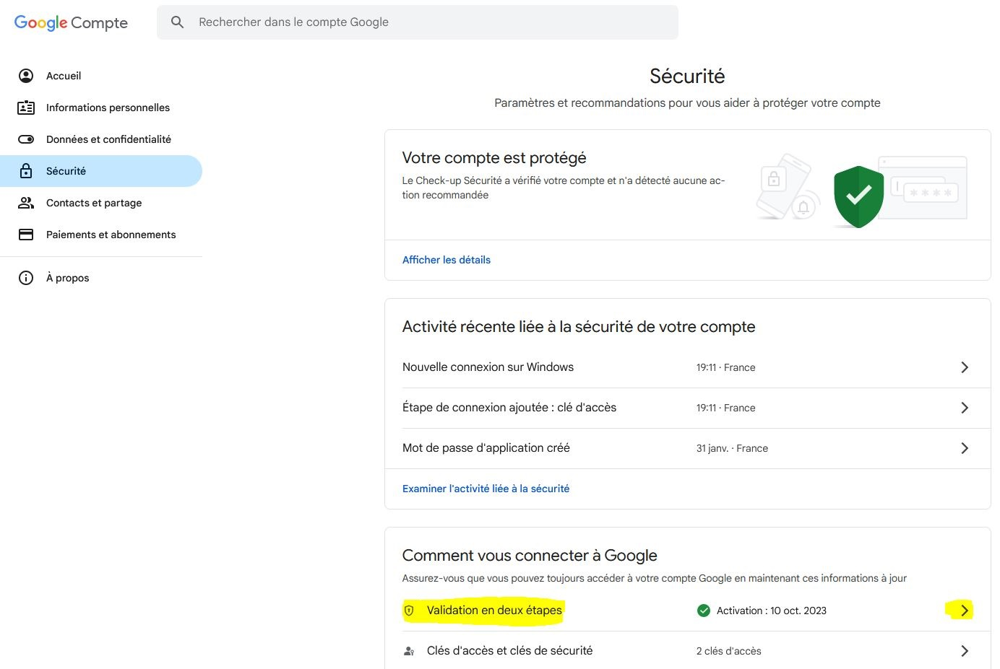 Google Compte
Rechercher dans le compte Google
Accueil
Informations personnelles
Données et confidentialité
Sécurité
Contacts et partage
Paiements et abonnements
À propos
Sécurité
Paramètres et recommandations pour vous aider à protéger votre compte
Votre compte est protégé
Le Check-up Sécurité a vérifié votre compte et n'a détecté aucune ac-
tion recommandée
Afficher les détails
Activité récente liée à la sécurité de votre compte
Nouvelle connexion sur Windows 19:11 · France
Étape de connexion ajoutée : clé d'accès 19:11 · France
Mot de passe d'application créé 31 janv. · France
Examiner l'activité liée à la sécurité
Comment vous connecter à Google
Assurez-vous que vous pouvez toujours accéder à votre compte Google en maintenant ces informations à jour
Validation en deux étapes Activation : 10 oct. 2023
Clés d'accès et clés de sécurité 2 clés d'accès